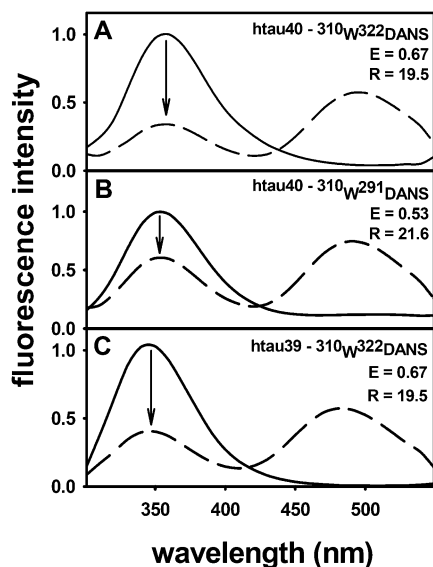 fluorescence intensity
A
htau40 - ³¹⁰W³²²DANS
E = 0.67
R = 19.5
1.0
0.5
0.0
B
htau40 - ³¹⁰W²⁹¹DANS
E = 0.53
R = 21.6
1.0
0.5
0.0
C
htau39 - ³¹⁰W³²²DANS
E = 0.67
R = 19.5
1.0
0.5
0.0
350 400 450 500
wavelength (nm)